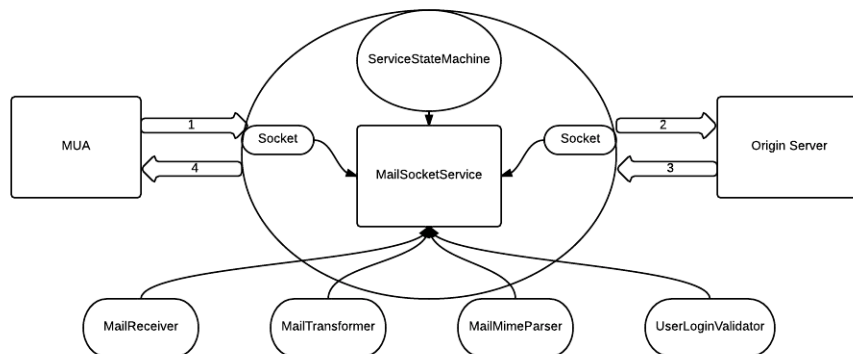 ServiceStateMachine
1
2
MUA
Socket
Socket
Origin Server
4
MailSocketService
3
MailReceiver
MailTransformer
MailMimeParser
UserLoginValidator